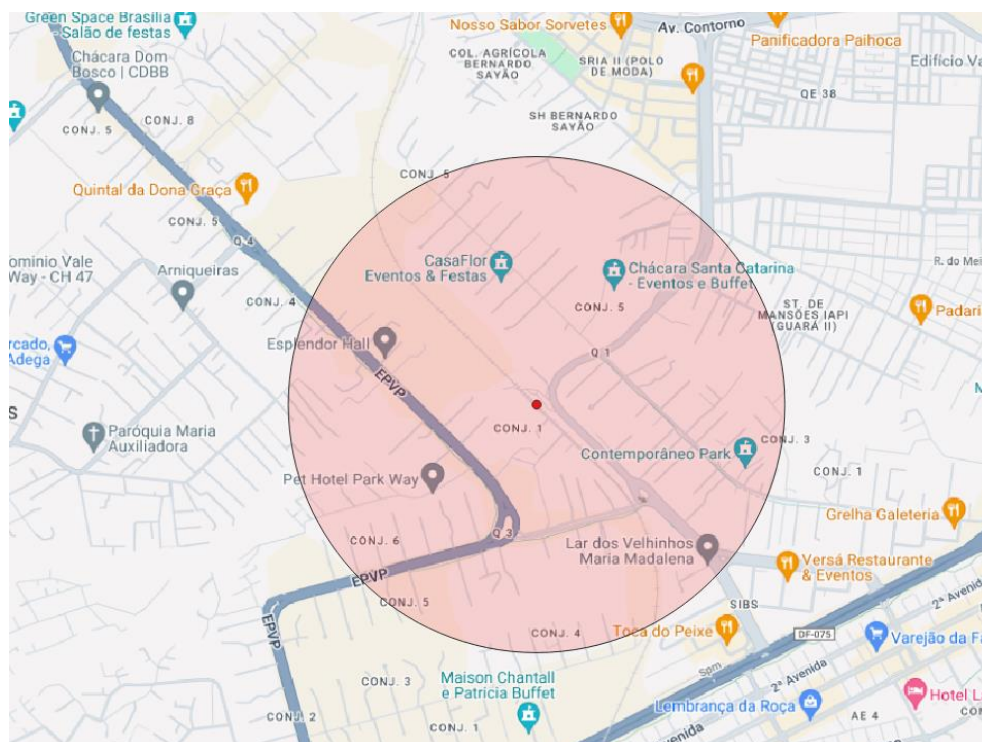 Green Space Brasília
- Salão de festas
Nosso Sabor Sorvetes
Av. Contorno
Panificadora Paihoca
Chácara Dom
Bosco | CDBB
COL. AGRÍCOLA
BERNARDO
SAYÃO
SRIA II (POLO
DE MODA)
Edifício Va
QE 38
CONJ. 5
CONJ. 8
SH BERNARDO
SAYÃO
CONJ. 5
Quintal da Dona Graça
CONJ. 5
Q 4
omínio Vale
Way - CH 47
Arniqueiras
CasaFlor
Eventos & Festas
Chácara Santa Catarina
- Eventos e Buffet
R. do Mei
CONJ. 4
CONJ. 5
ST. DE
MANSÕES IAPI
(GUARÁ II)
Padari
rcado,
Adega
Esplendor Hall
Q 1
EPVP
S
CONJ. 1
Paróquia Maria
Auxiliadora
CONJ. 3
Contemporâneo Park
Pet Hotel Park Way
CONJ. 1
Grelha Galeteria
Q 3
CONJ. 6
Lar dos Velhinhos
Maria Madalena
Versá Restaurante
& Eventos
EPVP
CONJ. 5
SIBS
2ª Avenida
EPVP
CONJ. 4
Toca do Peixe
DF-075
Varejão da Fa
Spm
2ª Avenida
CONJ. 3
Maison Chantall
e Patricia Buffet
Hotel L
Lembrança da Roça
CONJ. 2
CONJ. 1
AE 4